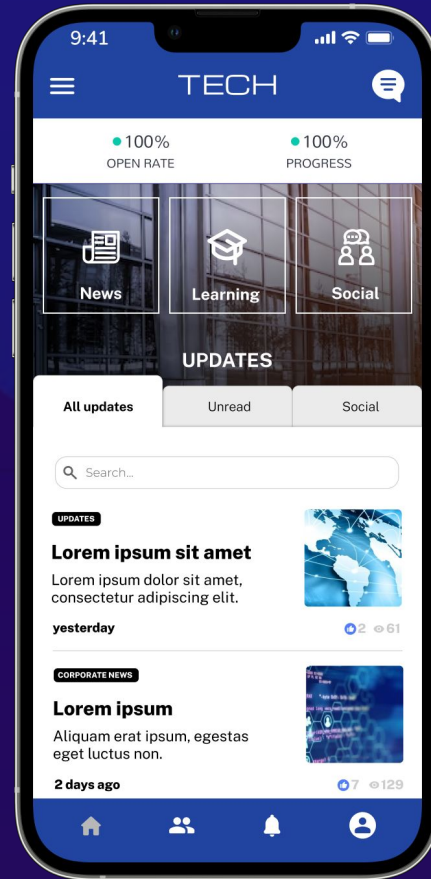 9:41
TECH
100% 100%
OPEN RATE PROGRESS
News Learning Social
UPDATES
All updates Unread Social
Search...
UPDATES
Lorem ipsum sit amet
Lorem ipsum dolor sit amet,
consectetur adipiscing elit.
yesterday 2 61
CORPORATE NEWS
Lorem ipsum
Aliquam erat ipsum, egestas
eget luctus non.
2 days ago 7 129